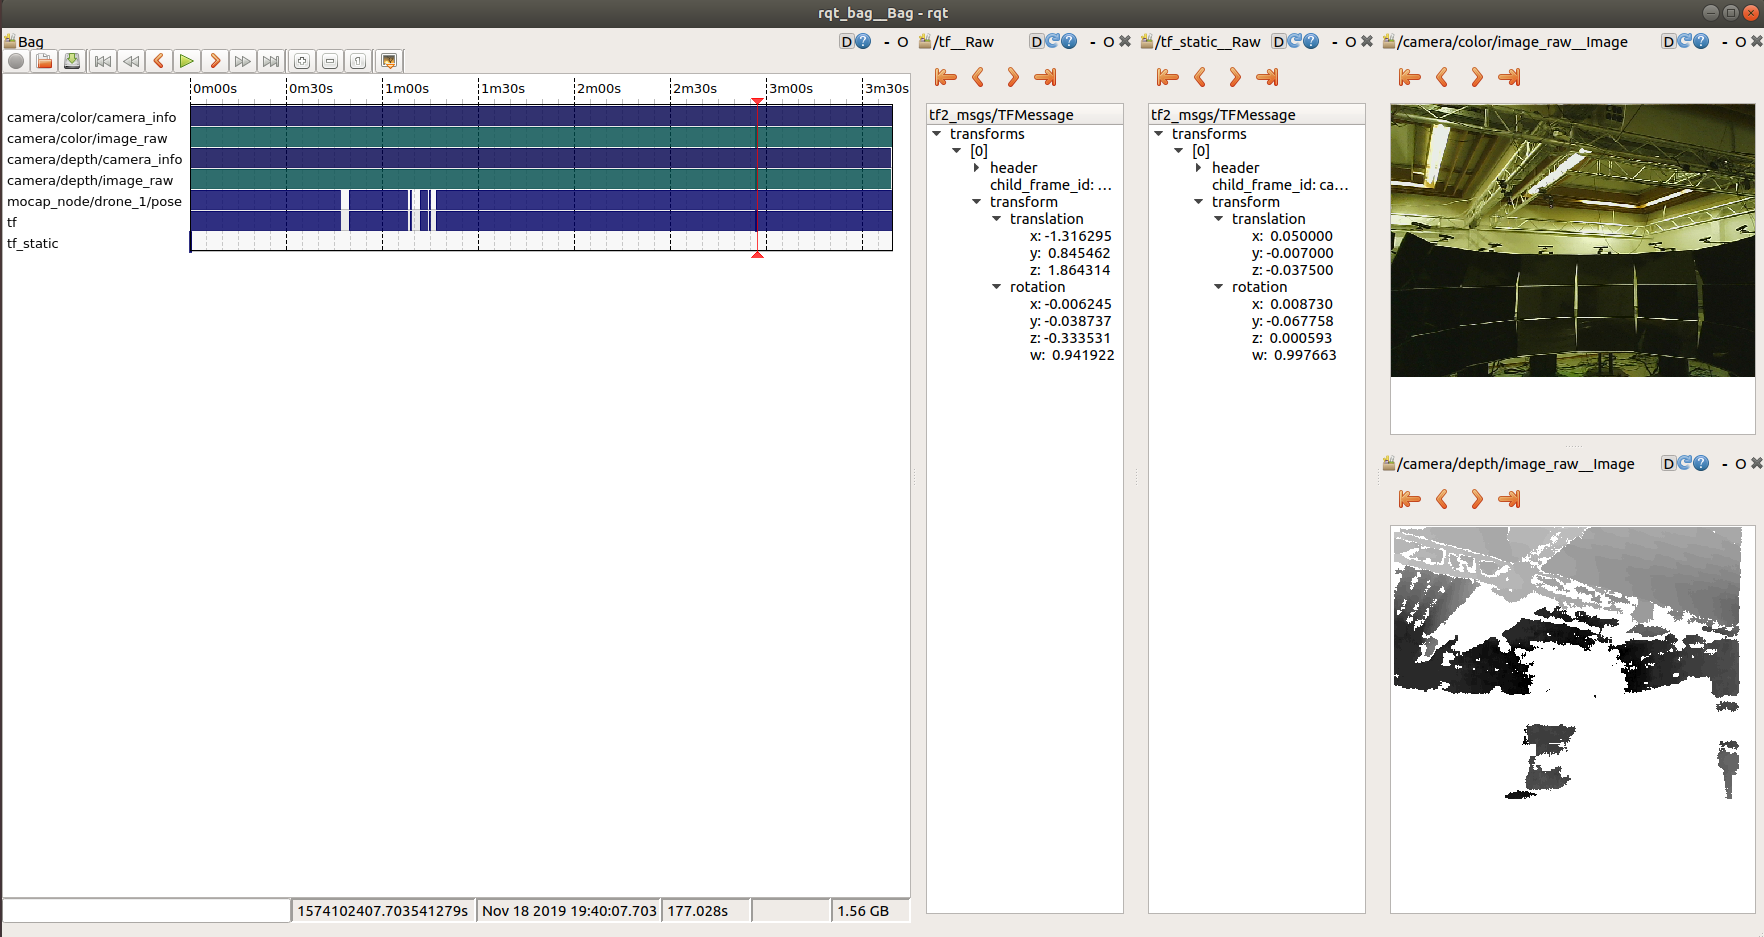 rqt_bag__Bag - rqt
Bag
D ? - O
/tf__Raw
D ? - O
/tf_static__Raw
D ? - O
/camera/color/image_raw__Image
D ? - O
0m00s 0m30s 1m00s 1m30s 2m00s 2m30s 3m00s 3m30s
camera/color/camera_info
camera/color/image_raw
camera/depth/camera_info
camera/depth/image_raw
mocap_node/drone_1/pose
tf
tf_static
tf2_msgs/TFMessage
transforms
[0]
header
child_frame_id: ...
transform
translation
x: -1.316295
y: 0.845462
z: 1.864314
rotation
x: -0.006245
y: -0.038737
z: -0.333531
w: 0.941922
tf2_msgs/TFMessage
transforms
[0]
header
child_frame_id: ca...
transform
translation
x: 0.050000
y: -0.007000
z: -0.037500
rotation
x: 0.008730
y: -0.067758
z: 0.000593
w: 0.997663
/camera/depth/image_raw__Image
D ? - O
1574102407.703541279s
Nov 18 2019 19:40:07.703
177.028s
1.56 GB